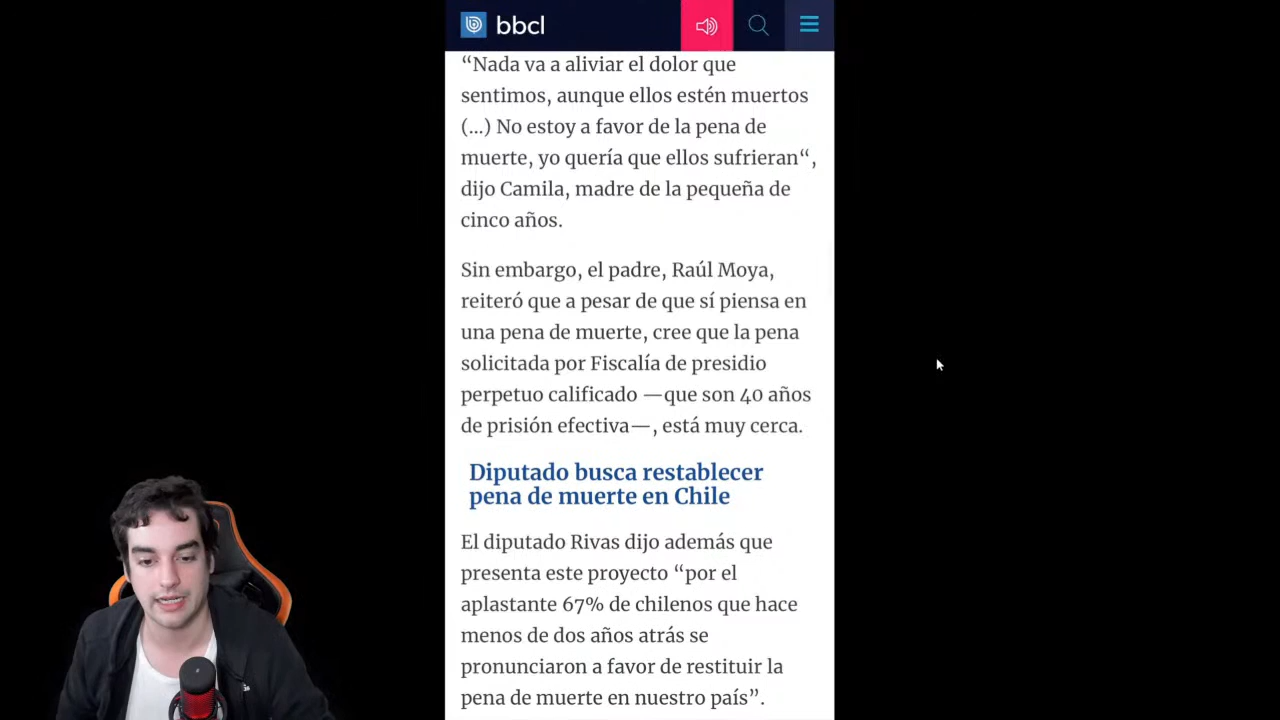 bbcl
“Nada va a aliviar el dolor que
sentimos, aunque ellos estén muertos
(...) No estoy a favor de la pena de
muerte, yo quería que ellos sufrieran“,
dijo Camila, madre de la pequeña de
cinco años.
Sin embargo, el padre, Raúl Moya,
reiteró que a pesar de que sí piensa en
una pena de muerte, cree que la pena
solicitada por Fiscalía de presidio
perpetuo calificado —que son 40 años
de prisión efectiva—, está muy cerca.
Diputado busca restablecer
pena de muerte en Chile
El diputado Rivas dijo además que
presenta este proyecto “por el
aplastante 67% de chilenos que hace
menos de dos años atrás se
pronunciaron a favor de restituir la
pena de muerte en nuestro país”.